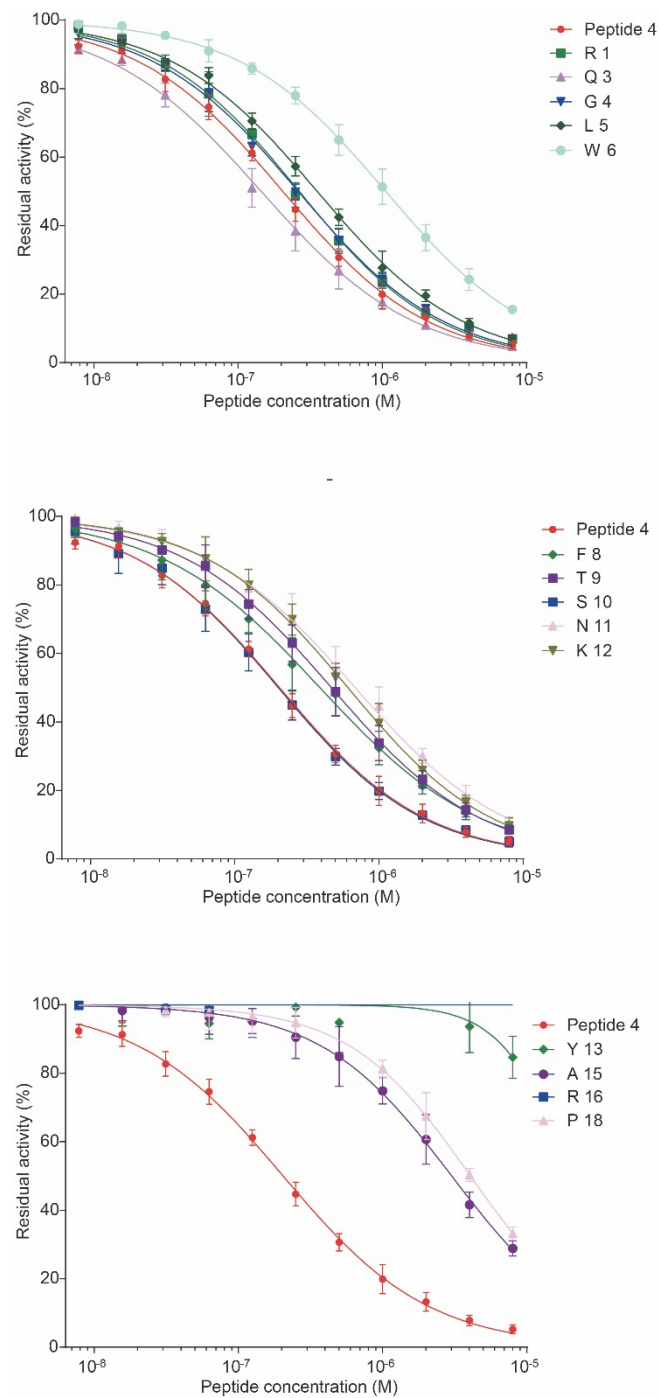 100
80
60
40
20
0
Residual activity (%)
10-8
10-7
10-6
10-5
Peptide concentration (M)
Peptide 4
R 1
Q 3
G 4
L 5
W 6
-
100
80
60
40
20
0
Residual activity (%)
10-8
10-7
10-6
10-5
Peptide concentration (M)
Peptide 4
F 8
T 9
S 10
N 11
K 12
100
80
60
40
20
0
Residual activity (%)
10-8
10-7
10-6
10-5
Peptide concentration (M)
Peptide 4
Y 13
A 15
R 16
P 18